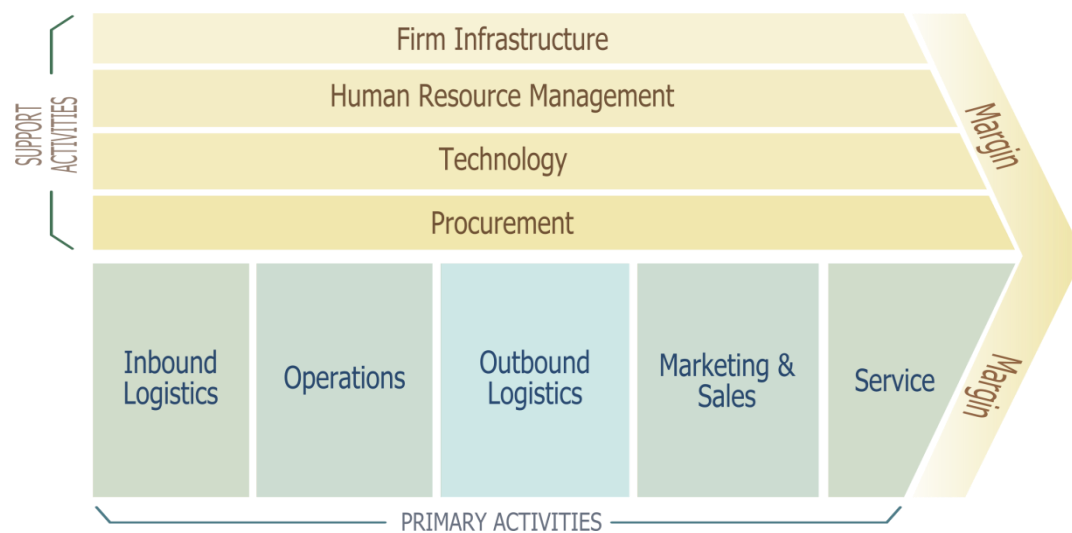 Firm Infrastructure
Human Resource Management
Technology
Procurement
SUPPORT
ACTIVITIES
Margin
Inbound
Logistics
Operations
Outbound
Logistics
Marketing &
Sales
Service
Margin
PRIMARY ACTIVITIES